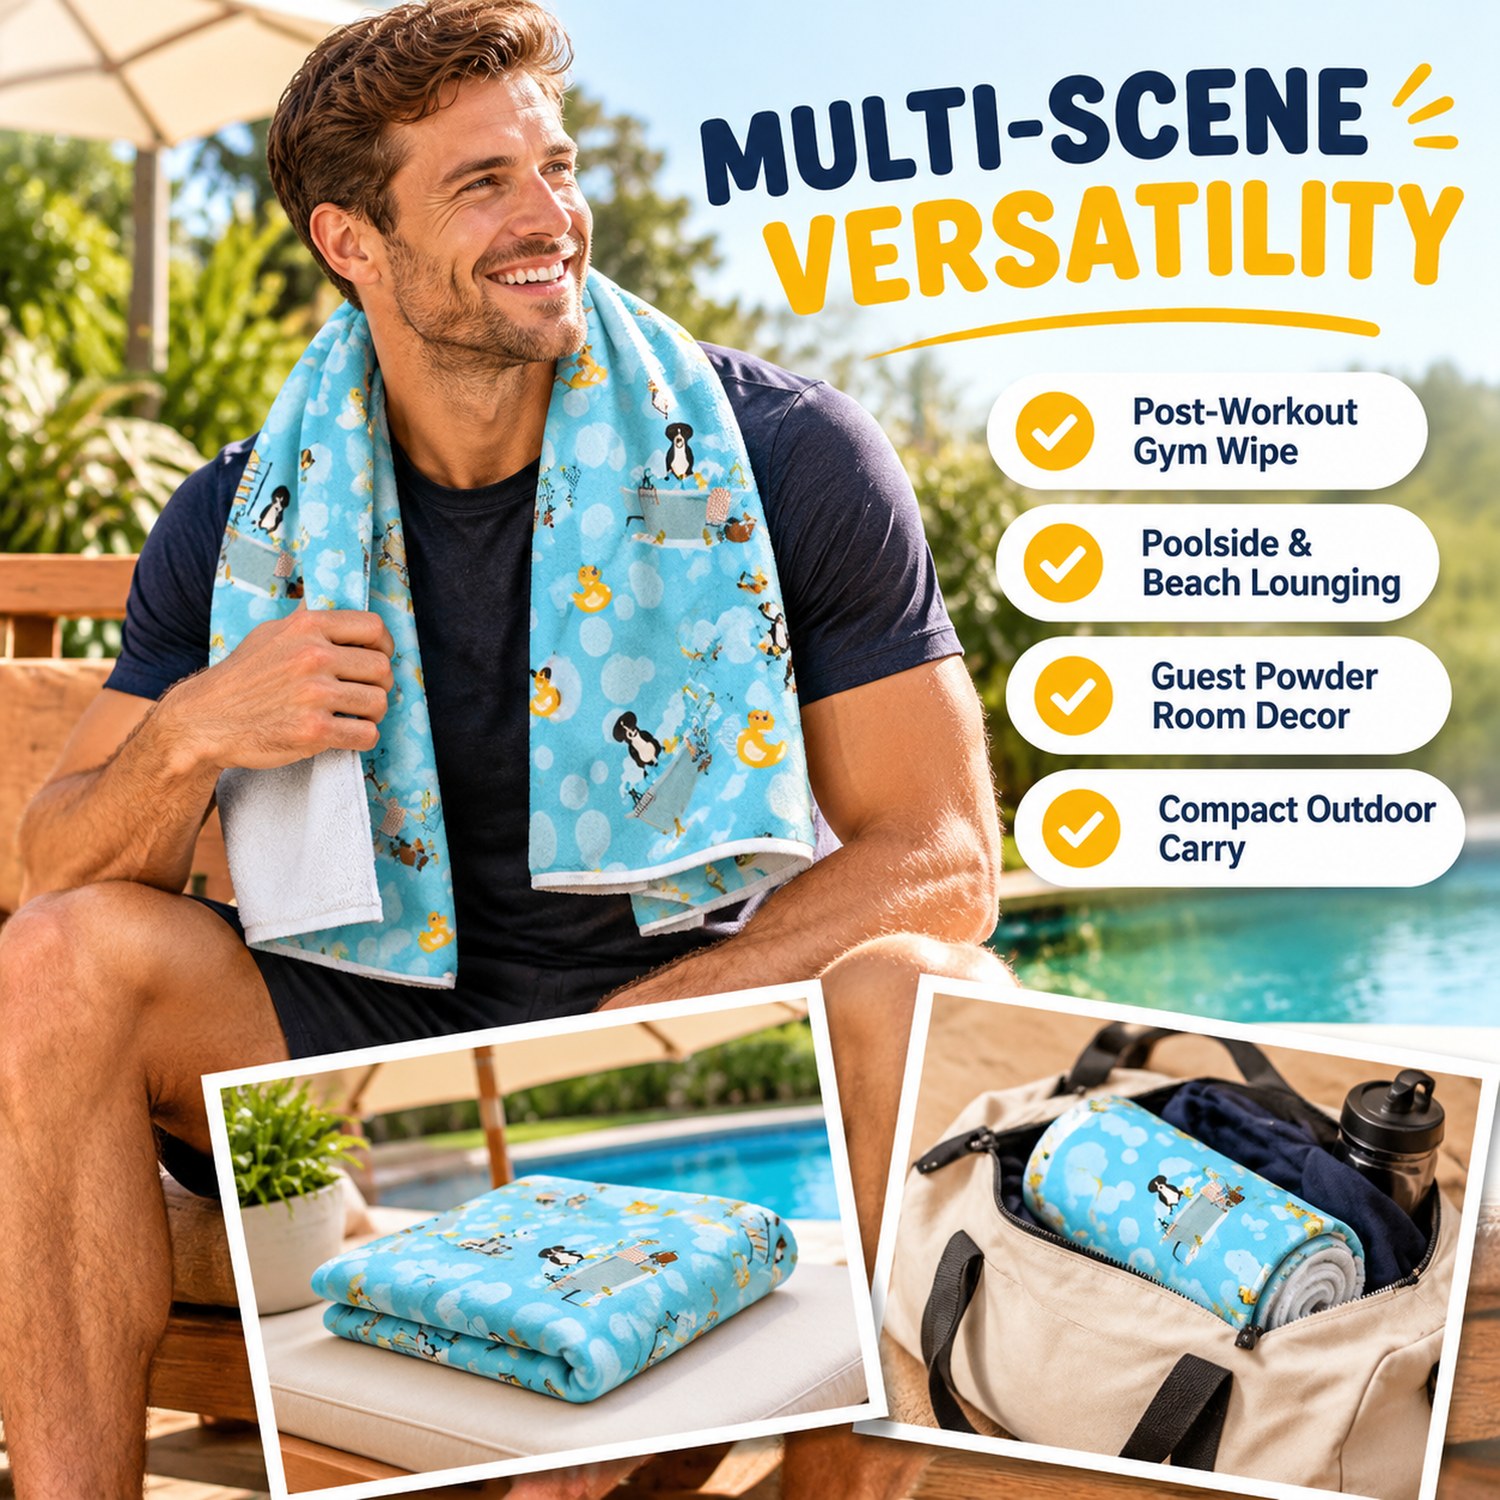 MULTI-SCENE
VERSATILITY
Post-Workout
Gym Wipe
Poolside &
Beach Lounging
Guest Powder
Room Decor
Compact Outdoor
Carry